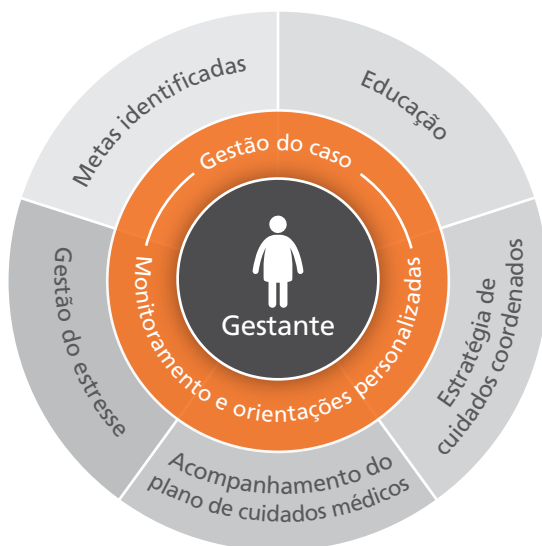 Metas identificadas
Educação
Estratégia de
cuidados coordenados
Acompanhamento do
plano de cuidados médicos
Gestão do estresse
Gestão do caso
Monitoramento e orientações personalizadas
Gestante